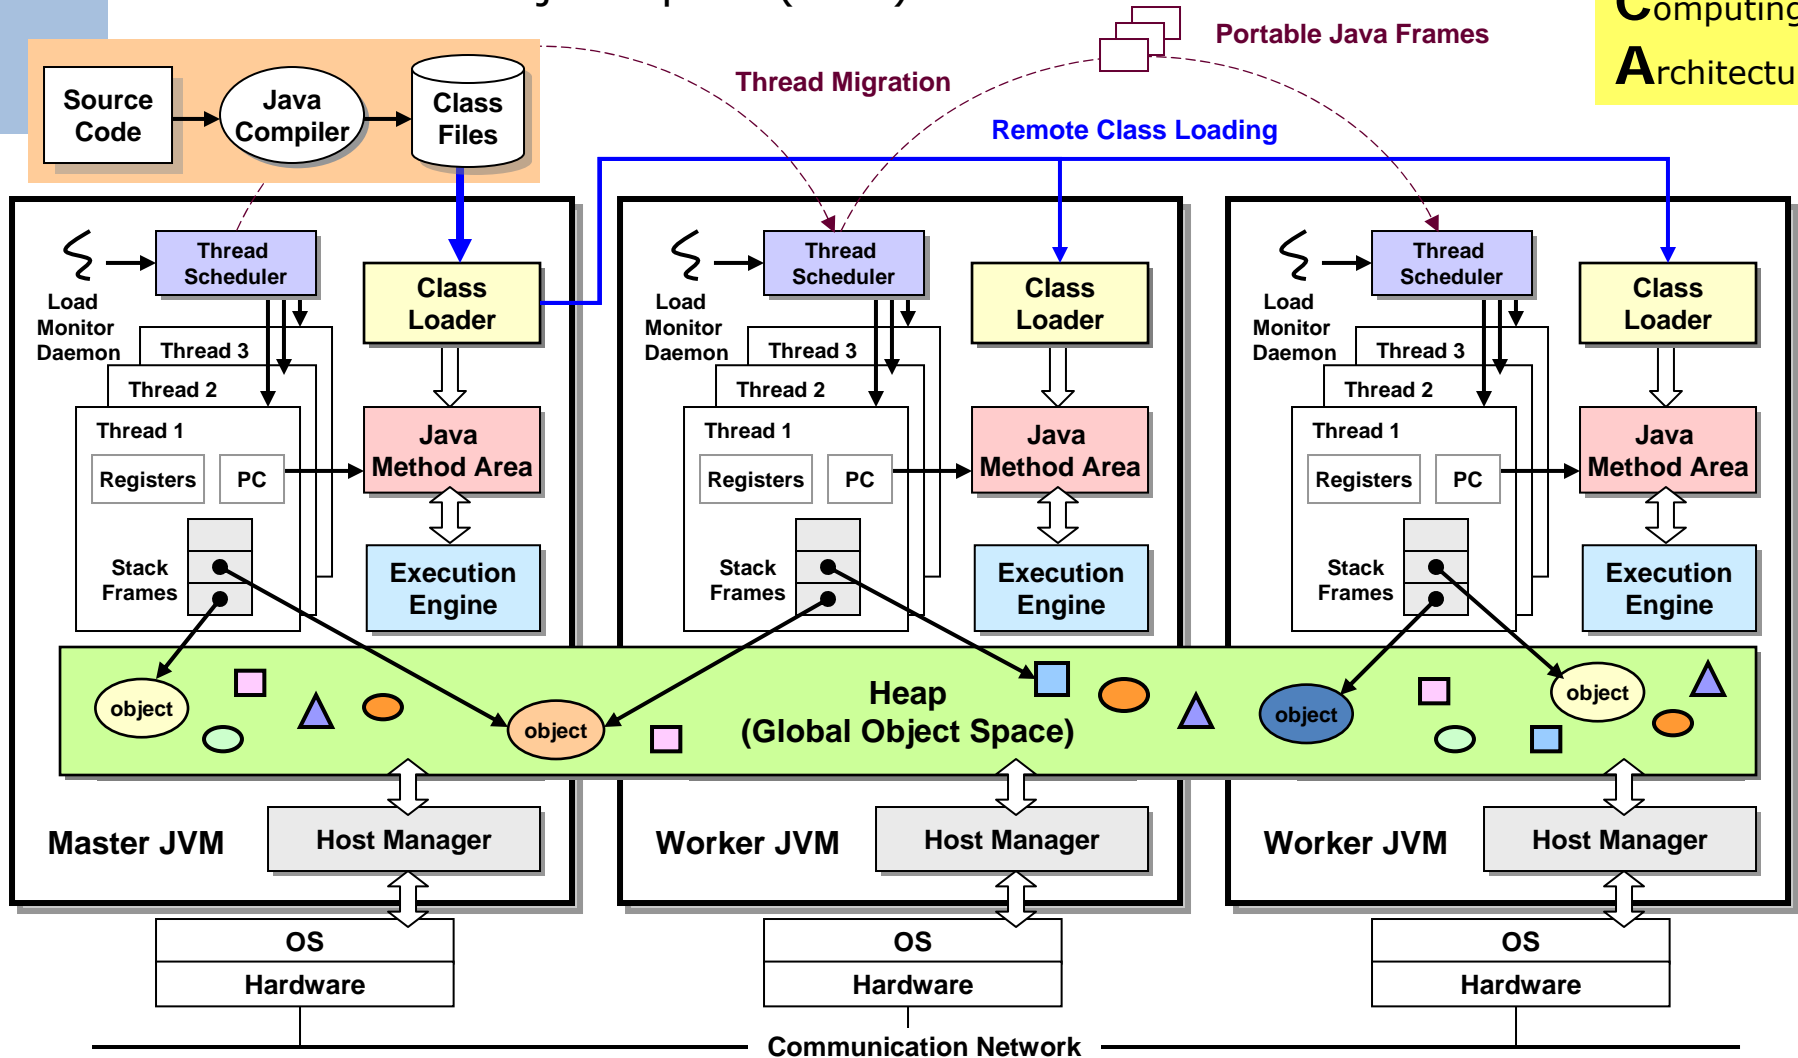 Computing
Architectu
Portable Java Frames
Thread Migration
Remote Class Loading
Source
Code
Java
Compiler
Class
Files
Thread
Scheduler
Load
Monitor
Daemon
Class
Loader
Thread 3
Thread 2
Thread 1
Registers
PC
Java
Method Area
Stack
Frames
Execution
Engine
Thread
Scheduler
Load
Monitor
Daemon
Class
Loader
Thread 3
Thread 2
Thread 1
Registers
PC
Java
Method Area
Stack
Frames
Execution
Engine
Thread
Scheduler
Load
Monitor
Daemon
Class
Loader
Thread 3
Thread 2
Thread 1
Registers
PC
Java
Method Area
Stack
Frames
Execution
Engine
object
object
Heap
(Global Object Space)
object
object
Master JVM
Host Manager
Worker JVM
Host Manager
Worker JVM
Host Manager
OS
Hardware
OS
Hardware
OS
Hardware
Communication Network